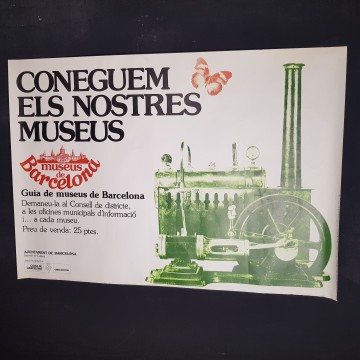 CONEGUEM
ELS NOSTRES
MUSEUS
museus
de
Barcelona
Guia de museus de Barcelona
Demaneu-la al Consell de districte,
a les oficines municipals d'Informació
i... a cada museu.
Preu de venda: 25 ptes.
AJUNTAMENT DE BARCELONA